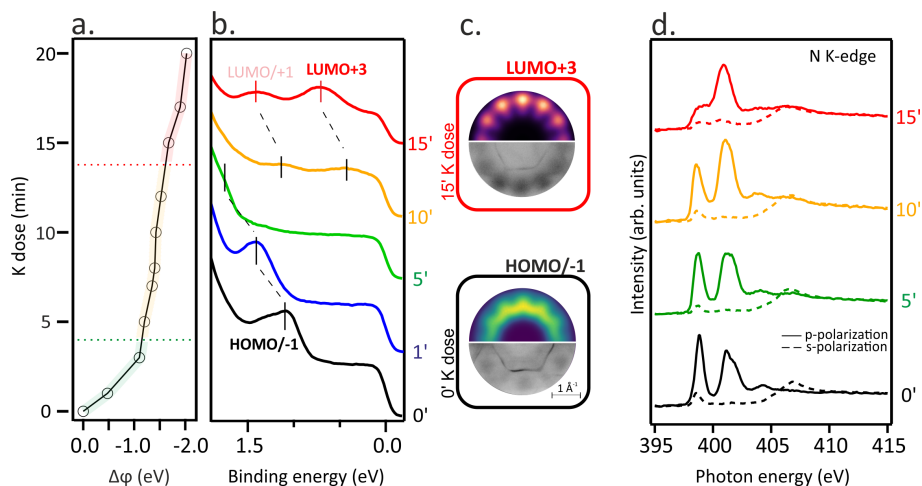 a.
b.
c.
d.
K dose (min)
20
15
10
5
0
0.0
-1.0
-2.0
Δφ (eV)
LUMO/+1
LUMO+3
HOMO/-1
15'
10'
5'
1'
0'
1.5
0.0
Binding energy (eV)
LUMO+3
15' K dose
HOMO/-1
0' K dose
1 Å⁻¹
N K-edge
15'
10'
5'
p-polarization
s-polarization
0'
Intensity (arb. units)
395
400
405
410
415
Photon energy (eV)